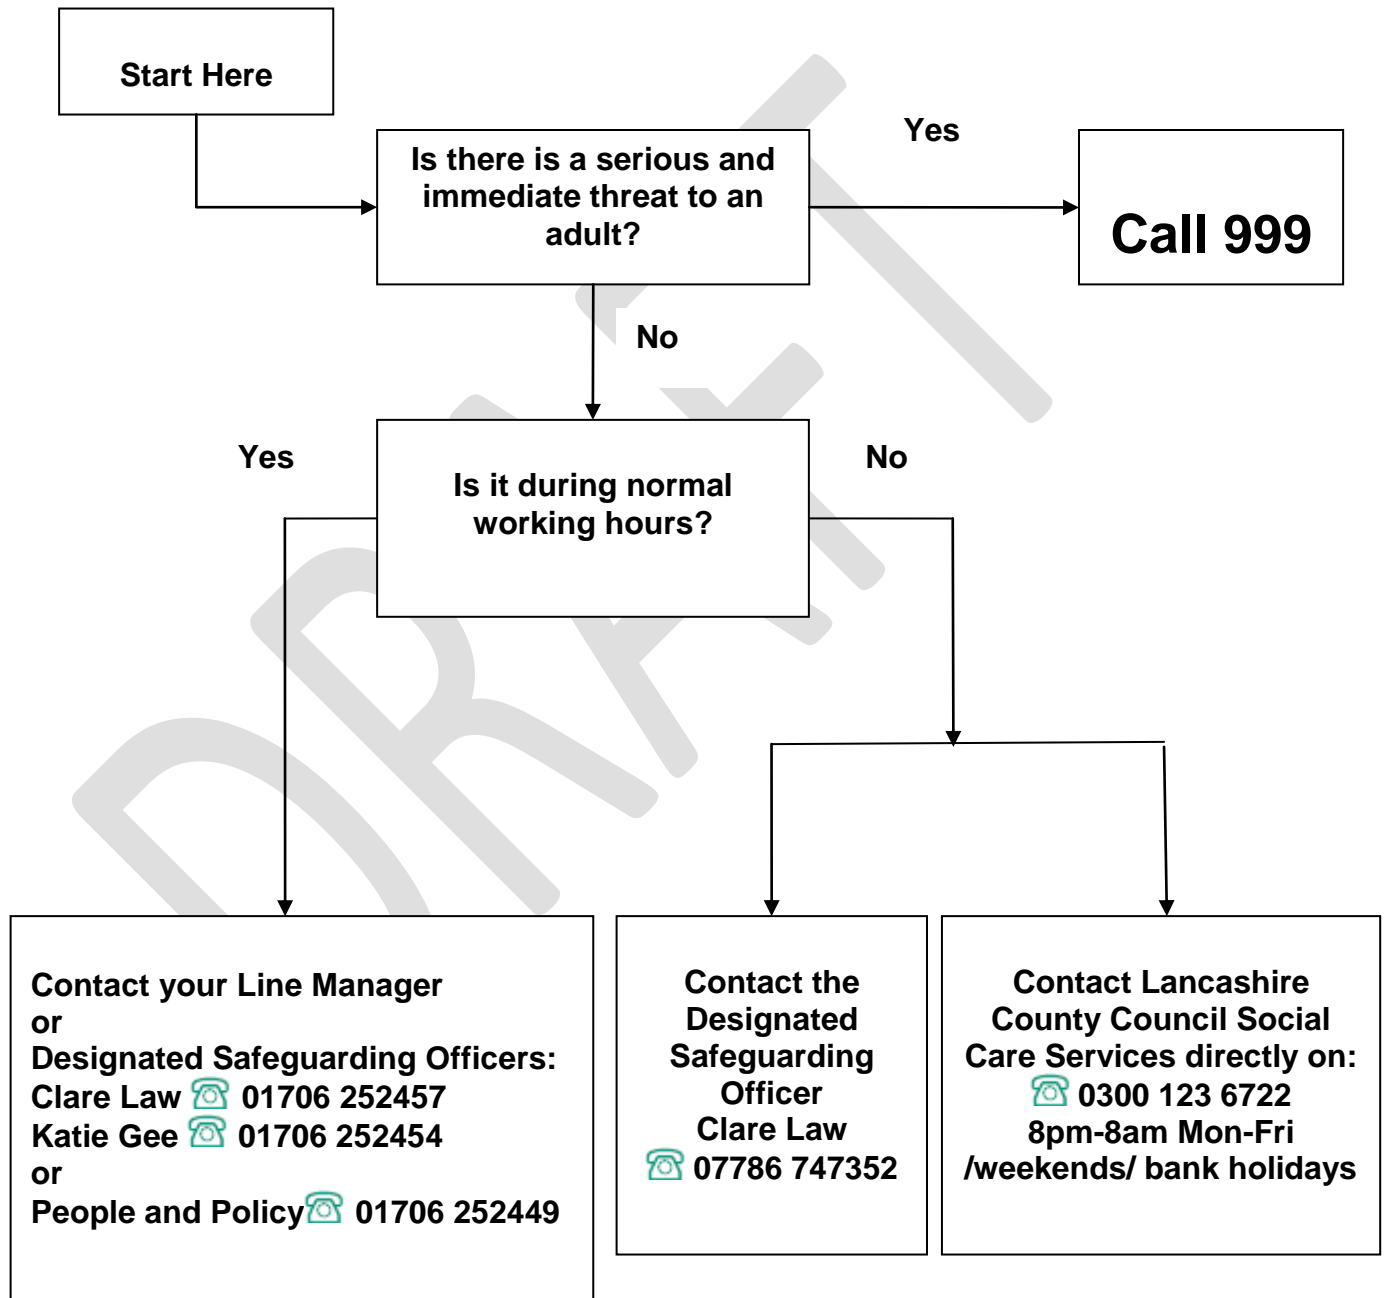 Start Here
Is there is a serious and
immediate threat to an
adult?
Yes
Call 999
No
Yes
Is it during normal
working hours?
No
Contact your Line Manager
or
Designated Safeguarding Officers:
Clare Law ☏ 01706 252457
Katie Gee ☏ 01706 252454
or
People and Policy☏ 01706 252449
Contact the
Designated
Safeguarding
Officer
Clare Law
☏ 07786 747352
Contact Lancashire
County Council Social
Care Services directly on:
☏ 0300 123 6722
8pm-8am Mon-Fri
/weekends/ bank holidays
DRAFT